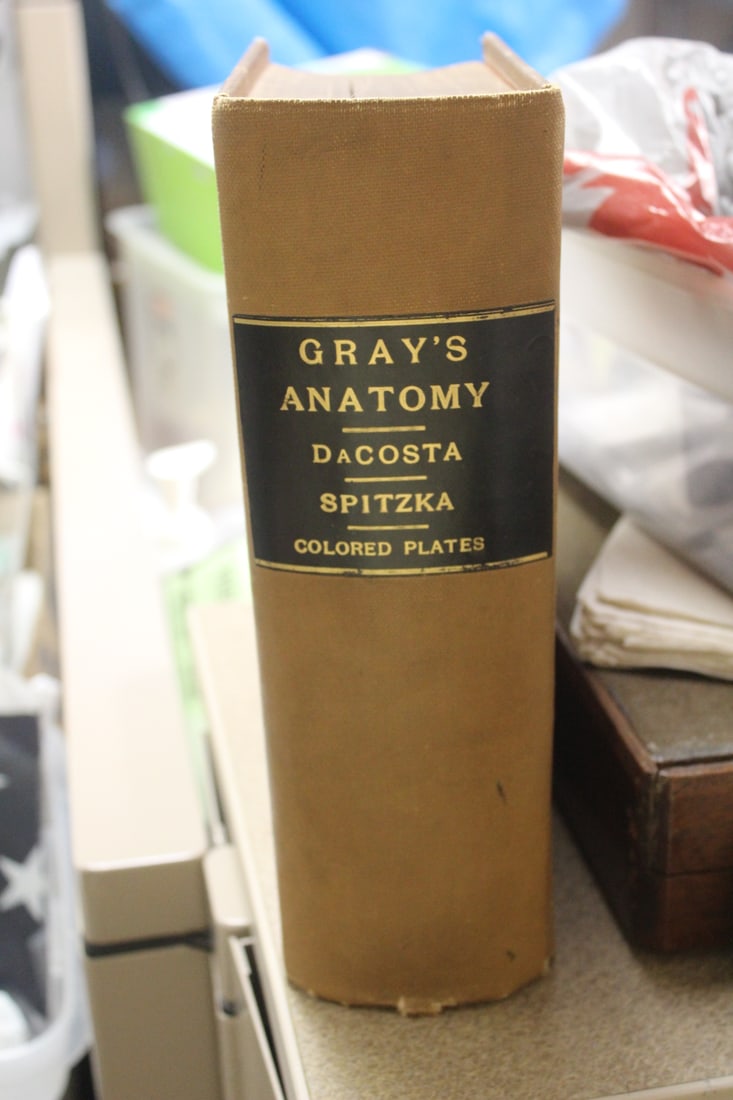 GRAY'S
ANATOMY
DACOSTA
SPITZKA
COLORED PLATES